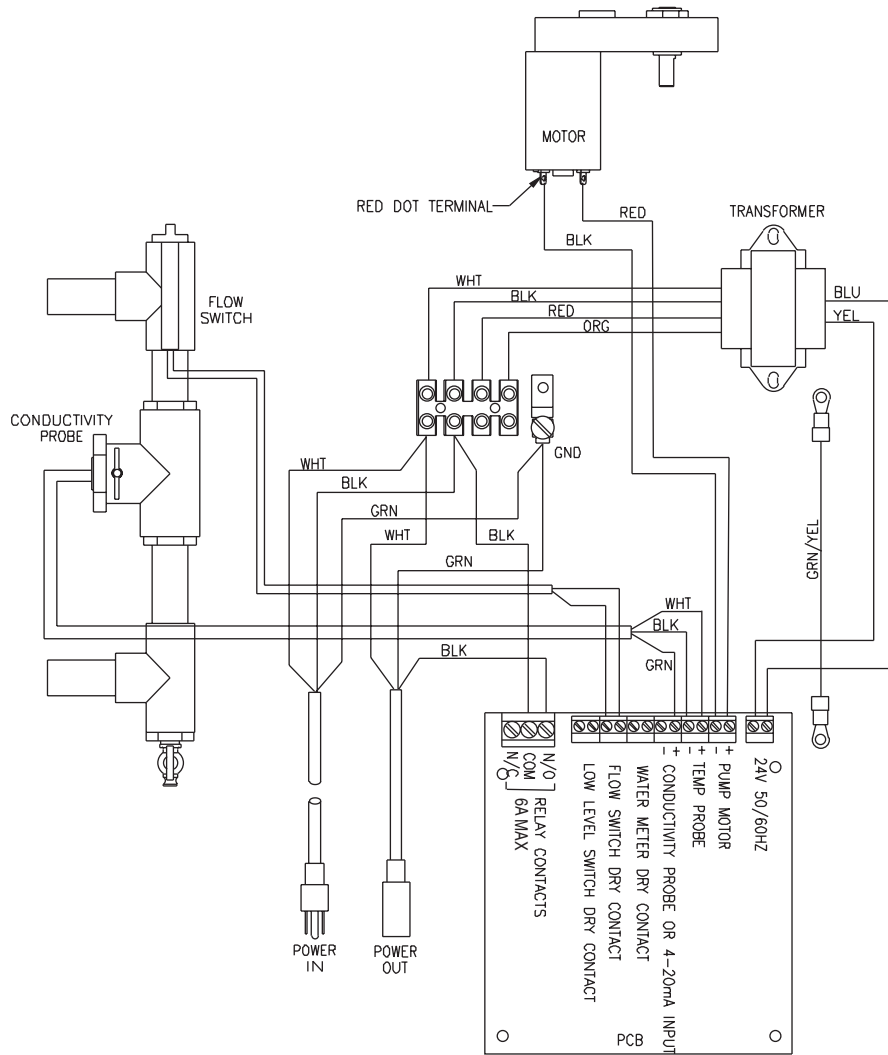 MOTOR
RED DOT TERMINAL
RED
BLK
TRANSFORMER
WHT
BLK
RED
ORG
BLU
YEL
FLOW
SWITCH
CONDUCTIVITY
PROBE
GND
WHT
BLK
GRN
WHT
BLK
GRN
GRN/YEL
WHT
BLK
GRN
BLK
N/C
COM
N/O
RELAY CONTACTS
6A MAX
LOW LEVEL SWITCH DRY CONTACT
FLOW SWITCH DRY CONTACT
WATER METER DRY CONTACT
- + CONDUCTIVITY PROBE OR 4-20mA INPUT
- + TEMP PROBE
- + PUMP MOTOR
24V 50/60HZ
POWER
IN
POWER
OUT
PCB